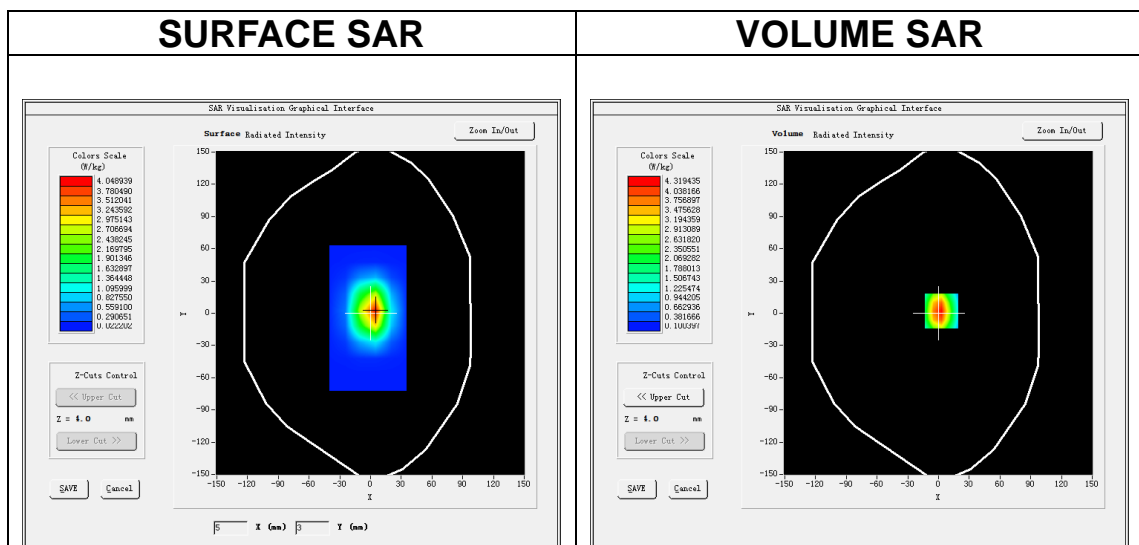 SURFACE SAR
VOLUME SAR
SAR Visualisation Graphical Interface
Surface Radiated Intensity
Zoom In/Out
Colors Scale
(W/kg)
4.048939
3.780490
3.512041
3.243592
2.975143
2.706694
2.438245
2.169795
1.901346
1.632897
1.364448
1.095999
0.827550
0.559100
0.290651
0.022202
150
120
90
60
30
0
-30
-60
-90
-120
-150
Y
-150 -120 -90 -60 -30 0 30 60 90 120 150
X
Z-Cuts Control
<< Upper Cut
Z = 4.0 mm
Lower Cut >>
SAVE
Cancel
5 X (mm) 3 Y (mm)
SAR Visualisation Graphical Interface
Volume Radiated Intensity
Zoom In/Out
Colors Scale
(W/kg)
4.319435
4.038166
3.756897
3.475628
3.194359
2.913089
2.631820
2.350551
2.069282
1.788013
1.506743
1.225474
0.944205
0.662936
0.381666
0.100397
150
120
90
60
30
0
-30
-60
-90
-120
-150
Y
-150 -120 -90 -60 -30 0 30 60 90 120 150
X
Z-Cuts Control
<< Upper Cut
Z = 4.0 mm
Lower Cut >>
SAVE
Cancel